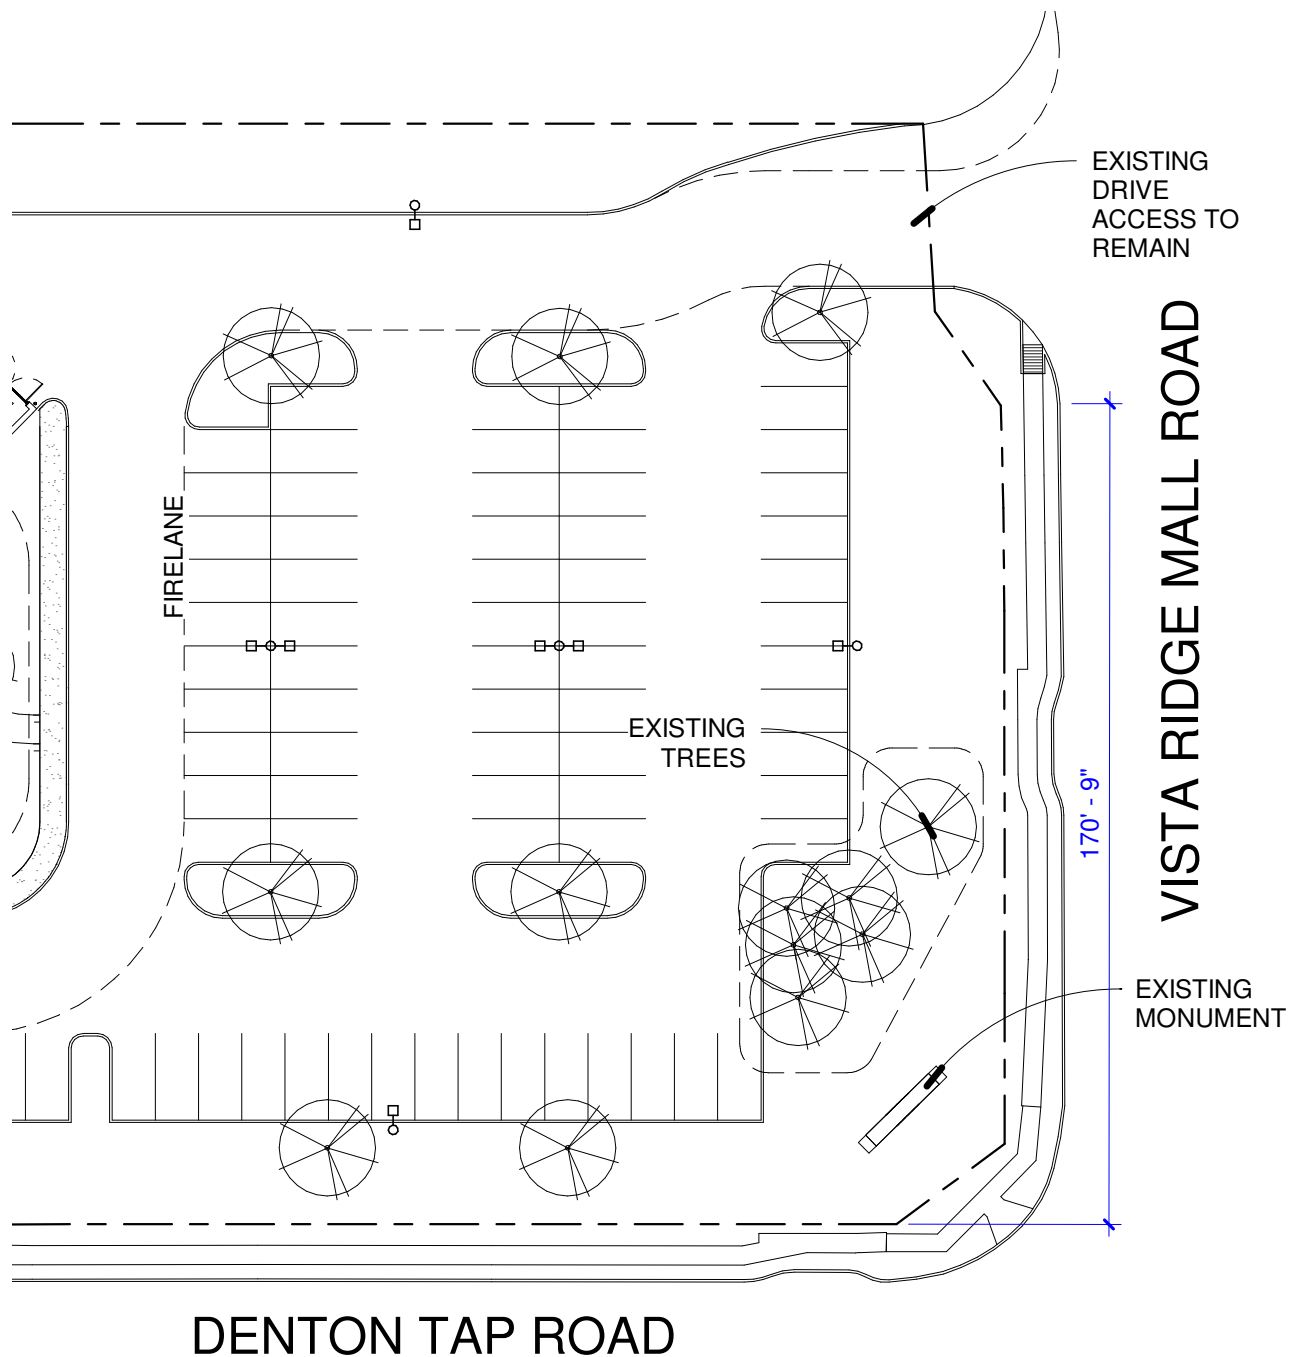 EXISTING
DRIVE
ACCESS TO
REMAIN
VISTA RIDGE MALL ROAD
FIRELANE
EXISTING
TREES
170' - 9"
EXISTING
MONUMENT
DENTON TAP ROAD